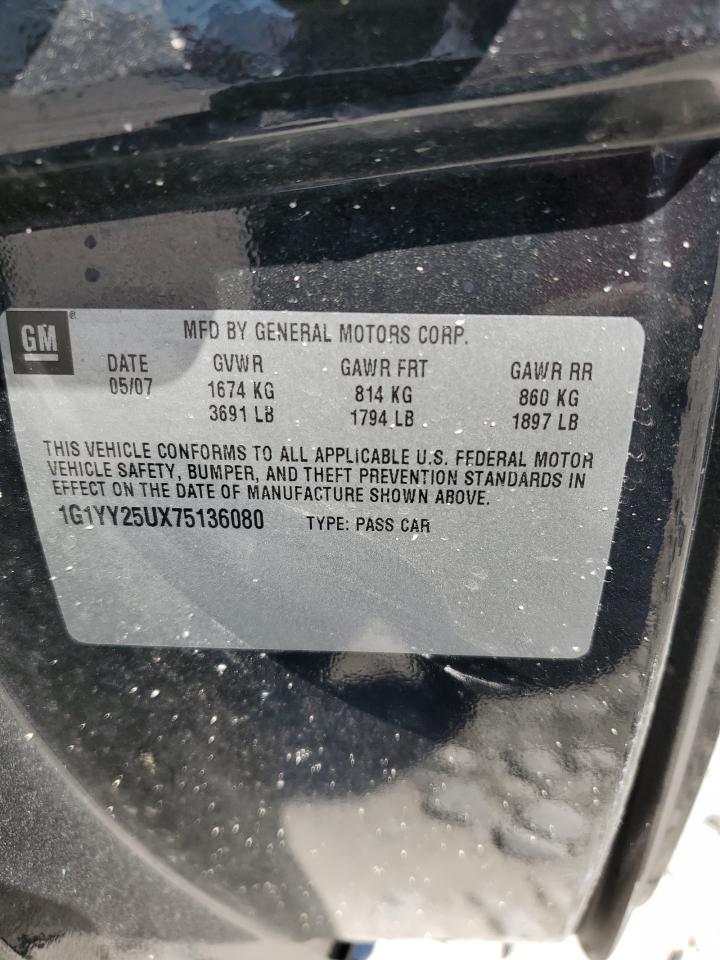 GM®
MFD BY GENERAL MOTORS CORP.
DATE GVWR GAWR FRT GAWR RR
05/07 1674 KG 814 KG 860 KG
3691 LB 1794 LB 1897 LB
THIS VEHICLE CONFORMS TO ALL APPLICABLE U.S. FEDERAL MOTOR
VEHICLE SAFETY, BUMPER, AND THEFT PREVENTION STANDARDS IN
EFFECT ON THE DATE OF MANUFACTURE SHOWN ABOVE.
1G1YY25UX75136080 TYPE: PASS CAR